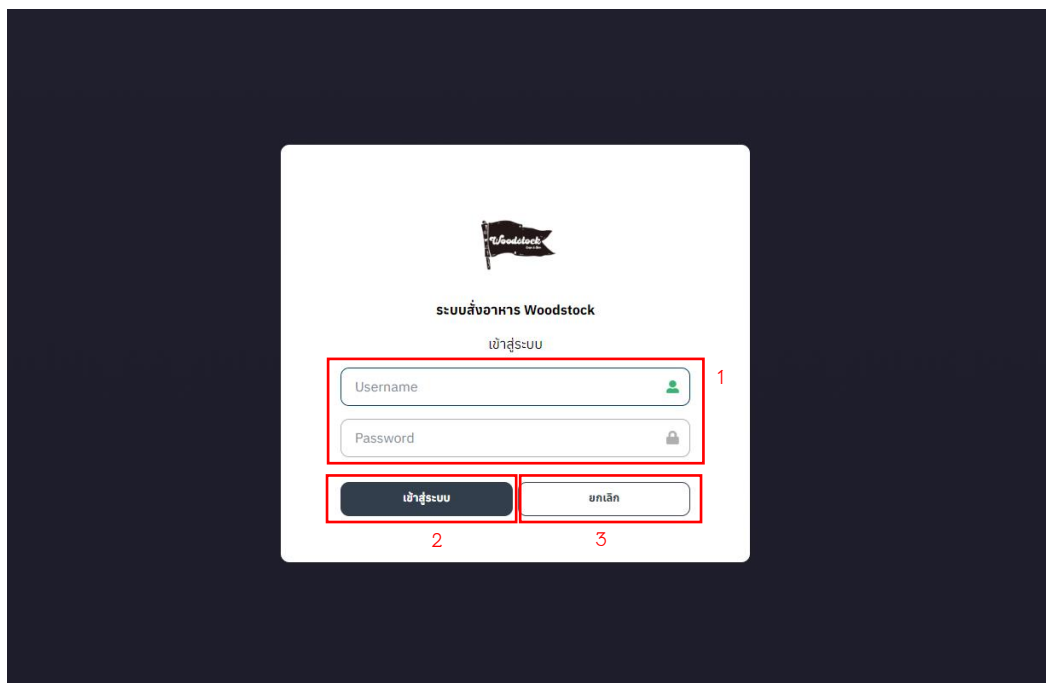 Woodstock
ระบบสั่งอาหาร Woodstock
เข้าสู่ระบบ
Username
1
Password
เข้าสู่ระบบ
ยกเลิก
2
3